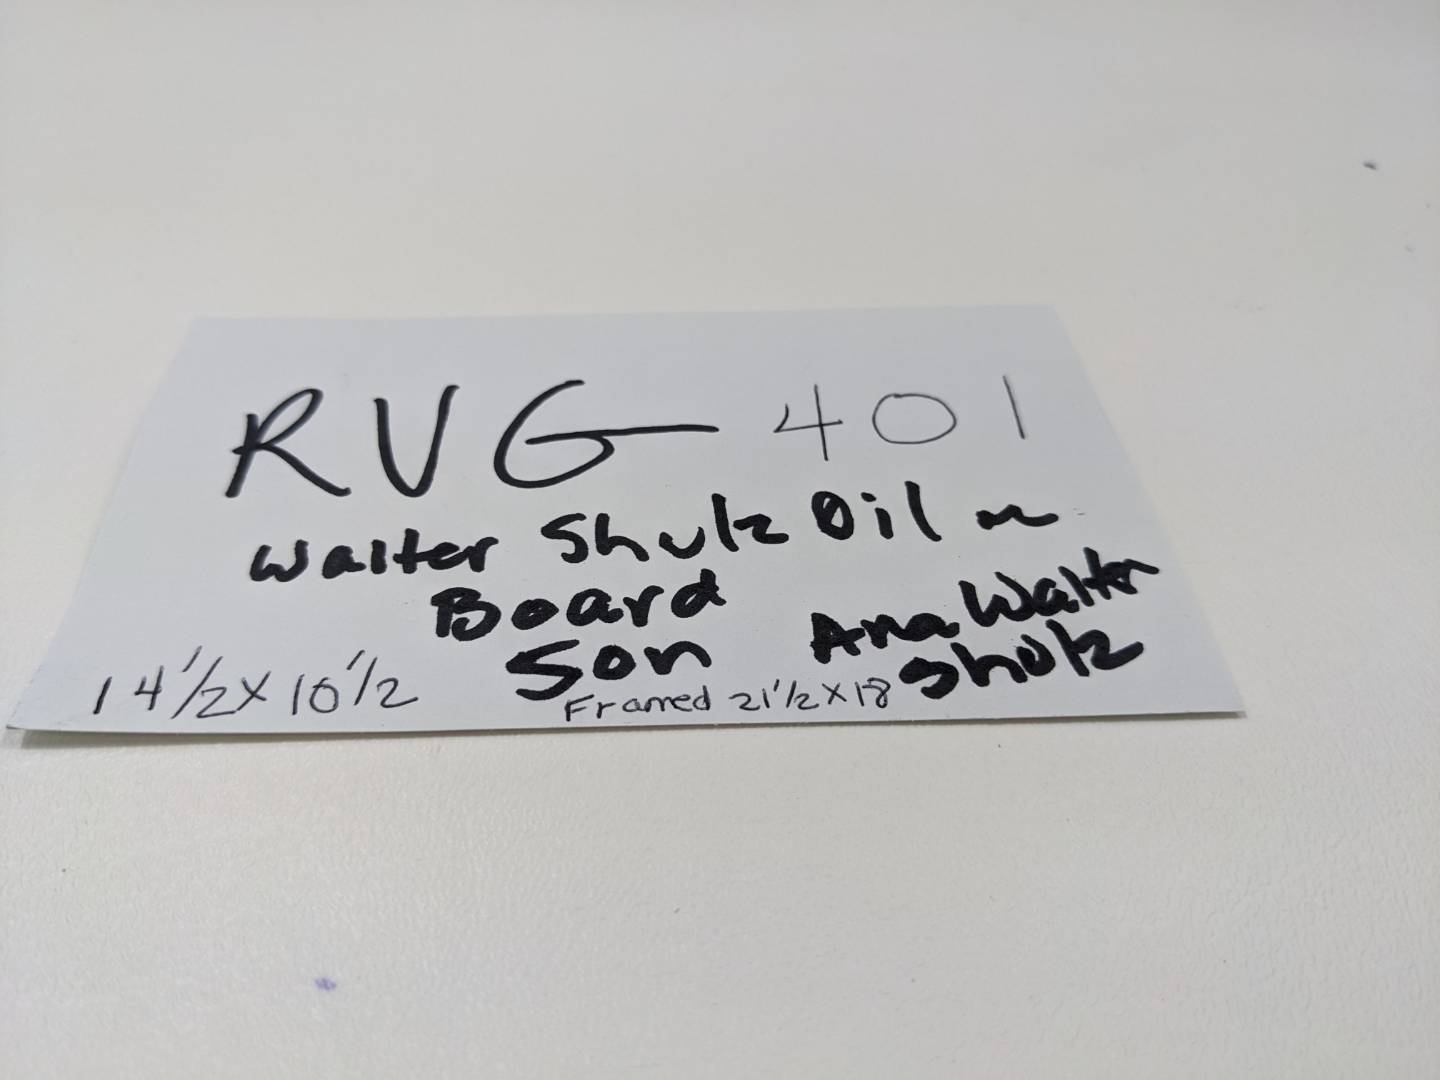 RVG 401
Walter Shulz Oil on
Board
Son
Ana Walter
Shulz
14 1/2 X 10 1/2
Framed 21 1/2 X 18